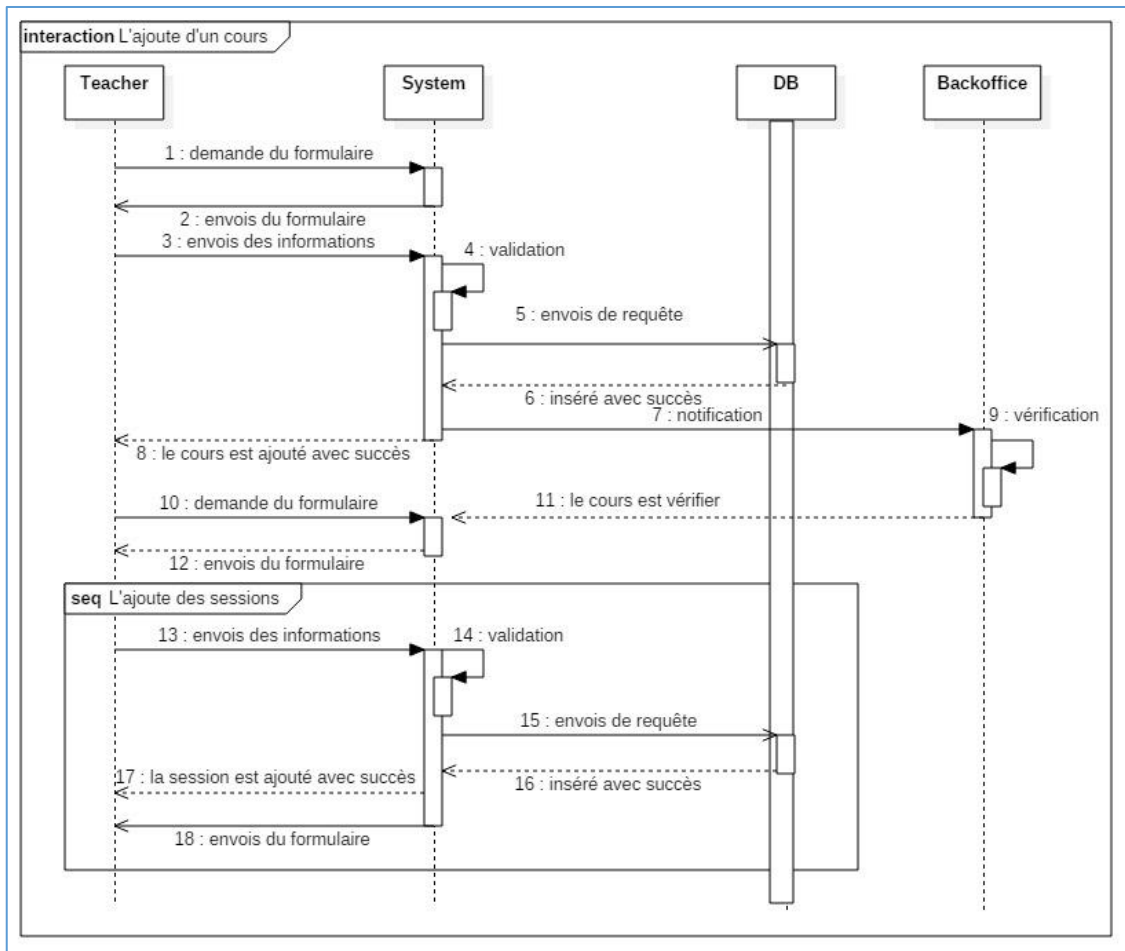 interaction L'ajoute d'un cours
Teacher
System
DB
Backoffice
1 : demande du formulaire
2 : envois du formulaire
3 : envois des informations
4 : validation
5 : envois de requête
6 : inséré avec succès
7 : notification
9 : vérification
8 : le cours est ajouté avec succès
10 : demande du formulaire
11 : le cours est vérifier
12 : envois du formulaire
seq L'ajoute des sessions
13 : envois des informations
14 : validation
15 : envois de requête
17 : la session est ajouté avec succès
16 : inséré avec succès
18 : envois du formulaire